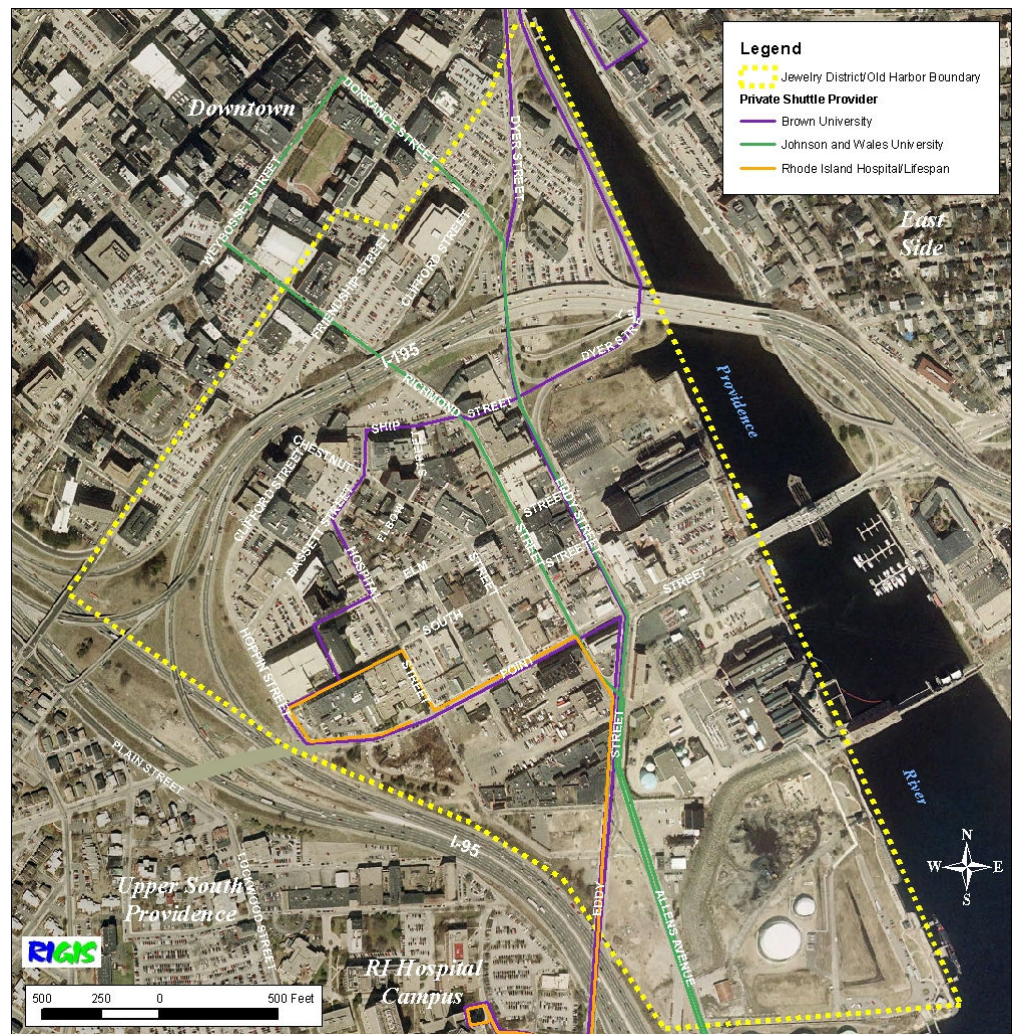 Legend
Jewelry District/Old Harbor Boundary
Private Shuttle Provider
Brown University
Johnson and Wales University
Rhode Island Hospital/Lifespan
Downtown
DORRANCE STREET
DYER STREET
WEYBOSSET STREET
FRIENDSHIP STREET
CLIFFORD STREET
East
Side
I-195
DYER STRE
RICHMOND
SHIP STREET
Providence
CHESTNUT
STREET
CLIFFORD STREET
BASSETT STREET
ELBOW
STREET
EDDY STREET
STREET
STREET
HOSPITAL
ELM
STREET
STREET
SOUTH
HOPPIN STREET
STREET
POINT
STREET
PLAIN STREET
River
I-95
N
W E
S
Upper South
Providence
LOCKWOOD STREET
EDDY
ALLENS AVENUE
RIGIS
RI Hospital
Campus
500 250 0 500 Feet